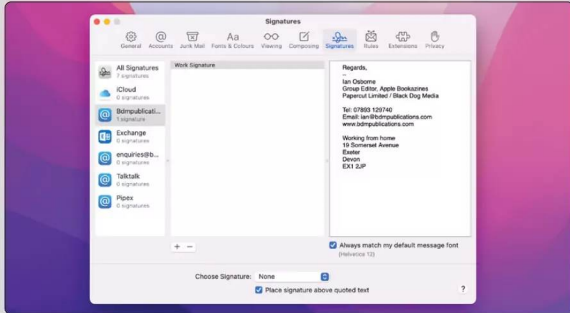 Signatures
General Accounts Junk Mail Fonts & Colours Viewing Composing Signatures Rules Extensions Privacy
All Signatures
7 signatures
iCloud
0 signatures
Bdmpublicati...
1 signature
Exchange
0 signatures
enquiries@b...
0 signatures
Talktalk
0 signatures
Pipex
0 signatures
Work Signature
+ −
Regards,
--
Ian Osborne
Group Editor, Apple Bookazines
Papercut Limited / Black Dog Media
Tel: 07803 129740
Email: ian@bdmpublications.com
www.bdmpublications.com
Working from home
19 Somerset Avenue
Exeter
Devon
EX1 2JP
Always match my default message font
(Helvetica 12)
Choose Signature: None
Place signature above quoted text
?